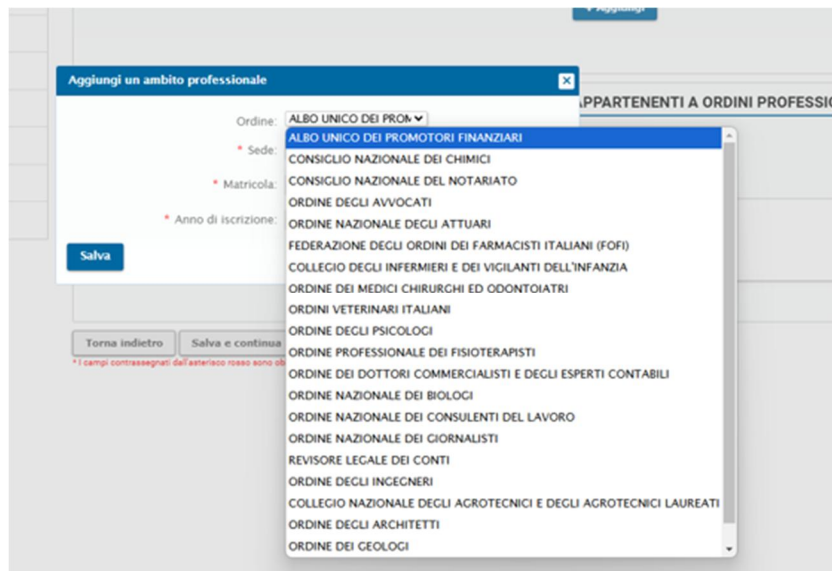 + Aggiungi
Aggiungi un ambito professionale
APPARTENENTI A ORDINI PROFESSIO
Ordine: ALBO UNICO DEI PROM
* Sede:
* Matricola:
* Anno di iscrizione:
Salva
ALBO UNICO DEI PROMOTORI FINANZIARI
CONSIGLIO NAZIONALE DEI CHIMICI
CONSIGLIO NAZIONALE DEL NOTARIATO
ORDINE DEGLI AVVOCATI
ORDINE NAZIONALE DEGLI ATTUARI
FEDERAZIONE DEGLI ORDINI DEI FARMACISTI ITALIANI (FOFI)
COLLEGIO DEGLI INFERMIERI E DEI VIGILANTI DELL'INFANZIA
ORDINE DEI MEDICI CHIRURGHI ED ODONTOIATRI
ORDINI VETERINARI ITALIANI
ORDINE DEGLI PSICOLOGI
ORDINE PROFESSIONALE DEI FISIOTERAPISTI
ORDINE DEI DOTTORI COMMERCIALISTI E DEGLI ESPERTI CONTABILI
ORDINE NAZIONALE DEI BIOLOGI
ORDINE NAZIONALE DEI CONSULENTI DEL LAVORO
ORDINE NAZIONALE DEI GIORNALISTI
REVISORE LEGALE DEI CONTI
ORDINE DEGLI INGEGNERI
COLLEGIO NAZIONALE DEGLI AGROTECNICI E DEGLI AGROTECNICI LAUREATI
ORDINE DEGLI ARCHITETTI
ORDINE DEI GEOLOGI
Torna indietro
Salva e continua
* I campi contrassegnati dall'asterisco rosso sono ob